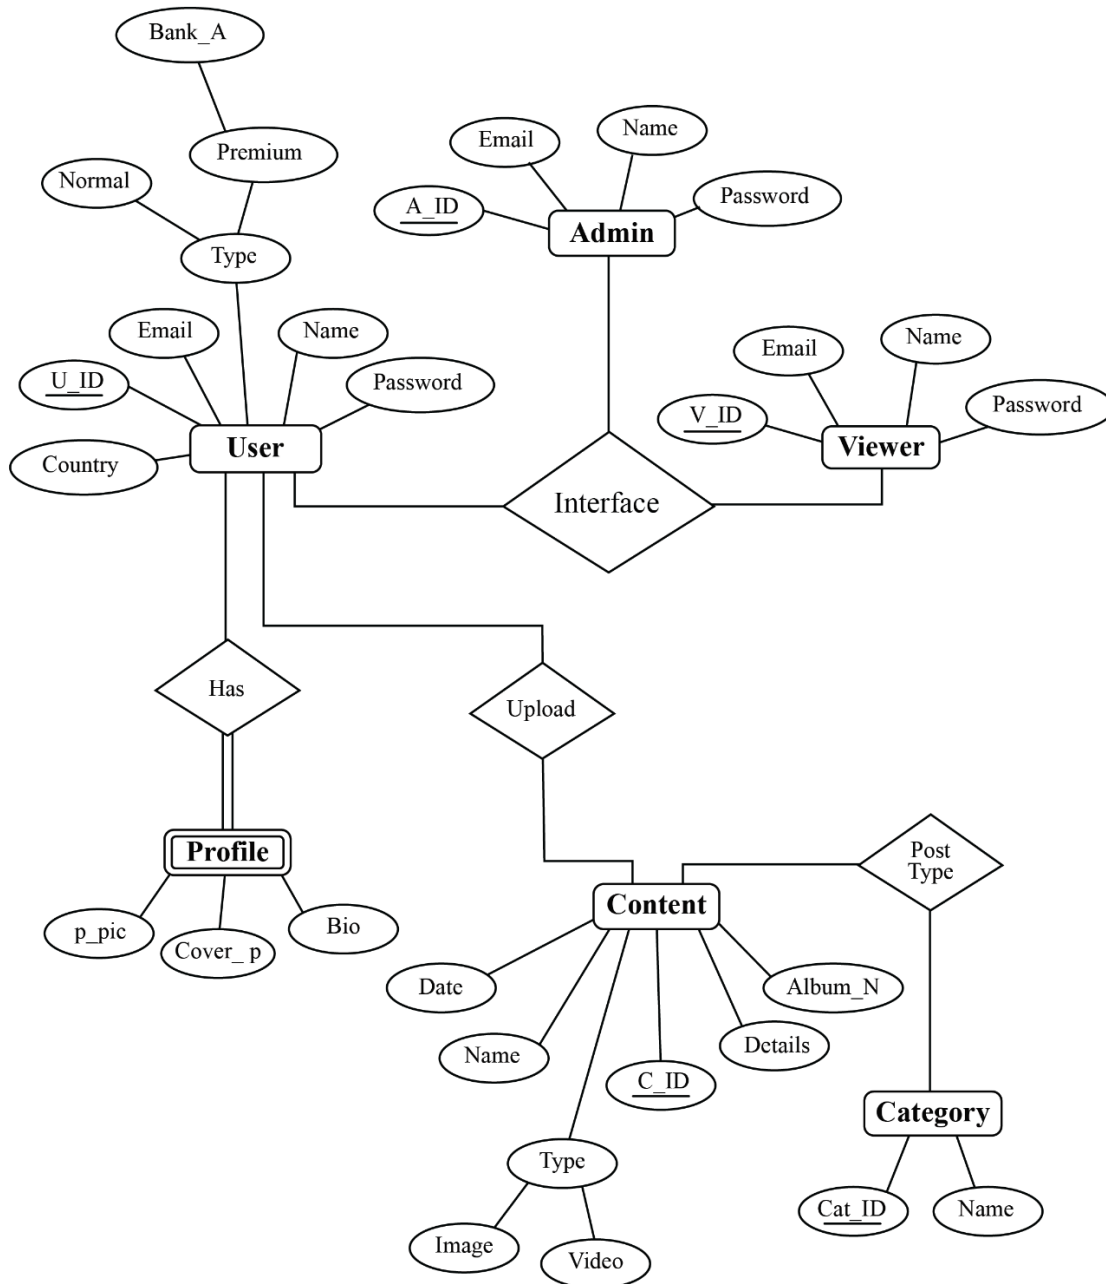 Bank_A
Premium
Normal
Type
Email
Name
U_ID
Password
Country
User
Email
Name
A_ID
Password
Admin
Email
Name
V_ID
Password
Viewer
Interface
Has
Upload
Profile
p_pic
Cover_ p
Bio
Post
Type
Content
Date
Album_N
Name
Details
C_ID
Type
Image
Video
Category
Cat_ID
Name